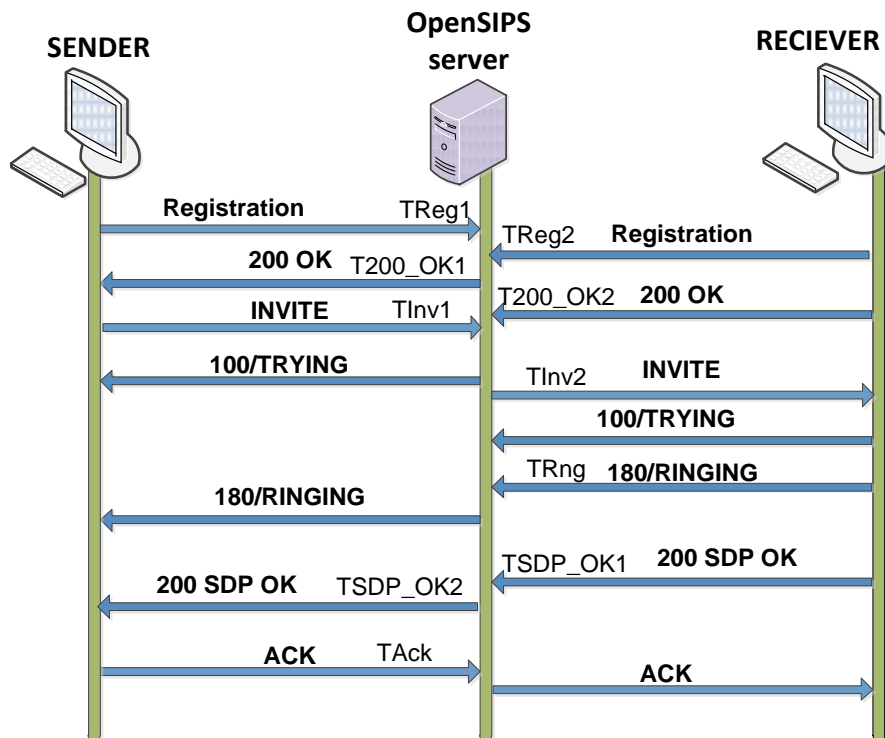 OpenSIPS
server
SENDER
RECIEVER
Registration TReg1
TReg2 Registration
200 OK T200_OK1
T200_OK2 200 OK
INVITE TInv1
100/TRYING
TInv2 INVITE
100/TRYING
TRng 180/RINGING
180/RINGING
TSDP_OK1 200 SDP OK
200 SDP OK TSDP_OK2
ACK TAck
ACK